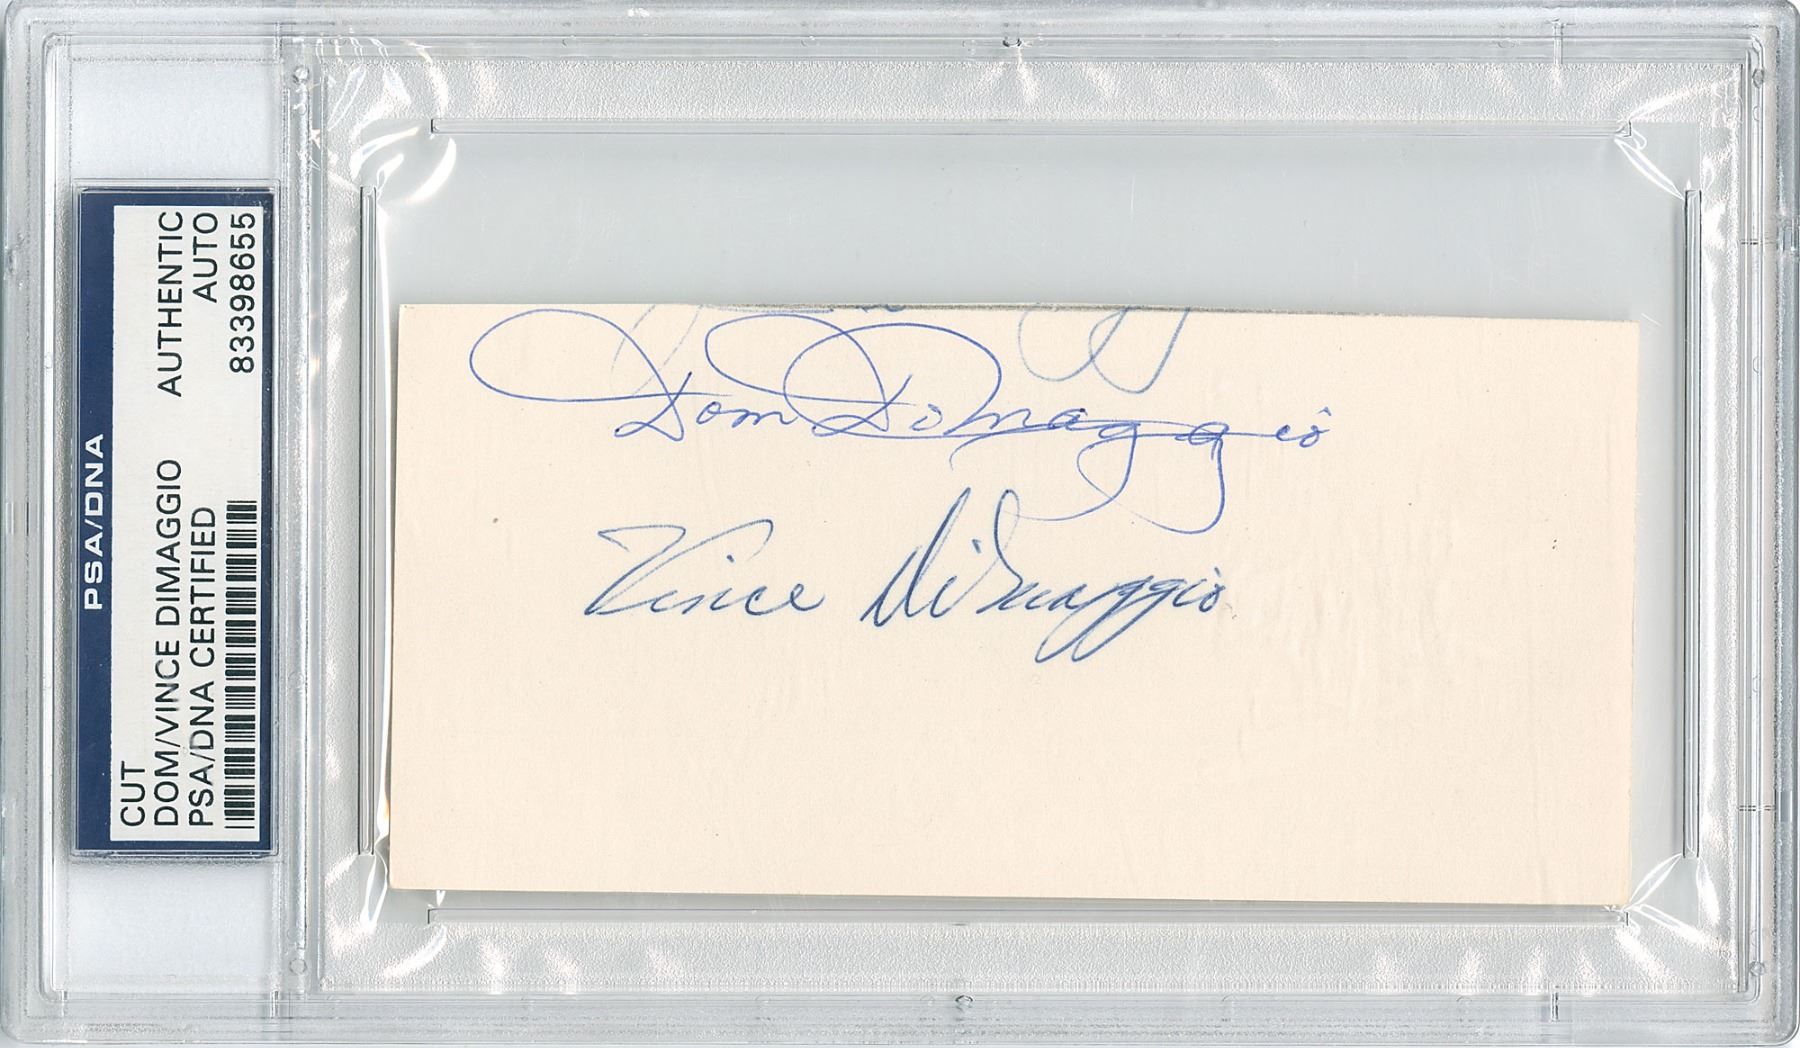 PSA/DNA
CUT
DOM/VINCE DIMAGGIO AUTHENTIC
PSA/DNA CERTIFIED AUTO
83398655
Dom DiMaggio
Vince DiMaggio